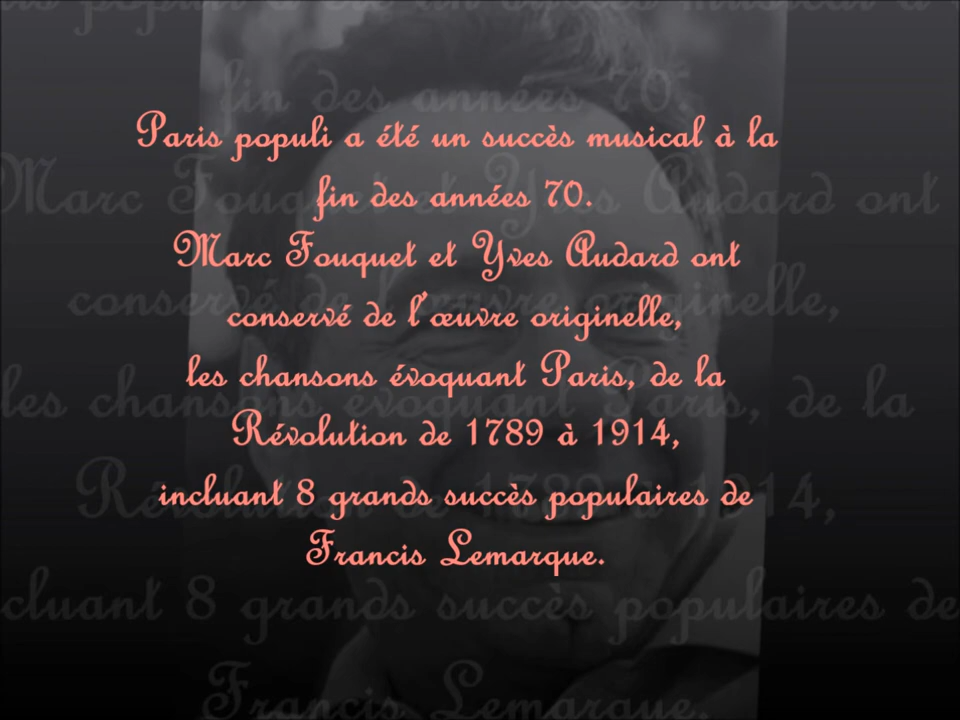 Paris populi a été un succès musical à la
fin des années 70.
Marc Fouquet et Yves Audard ont
conservé de l'œuvre originelle,
les chansons évoquant Paris, de la
Révolution de 1789 à 1914,
incluant 8 grands succès populaires de
Francis Lemarque.